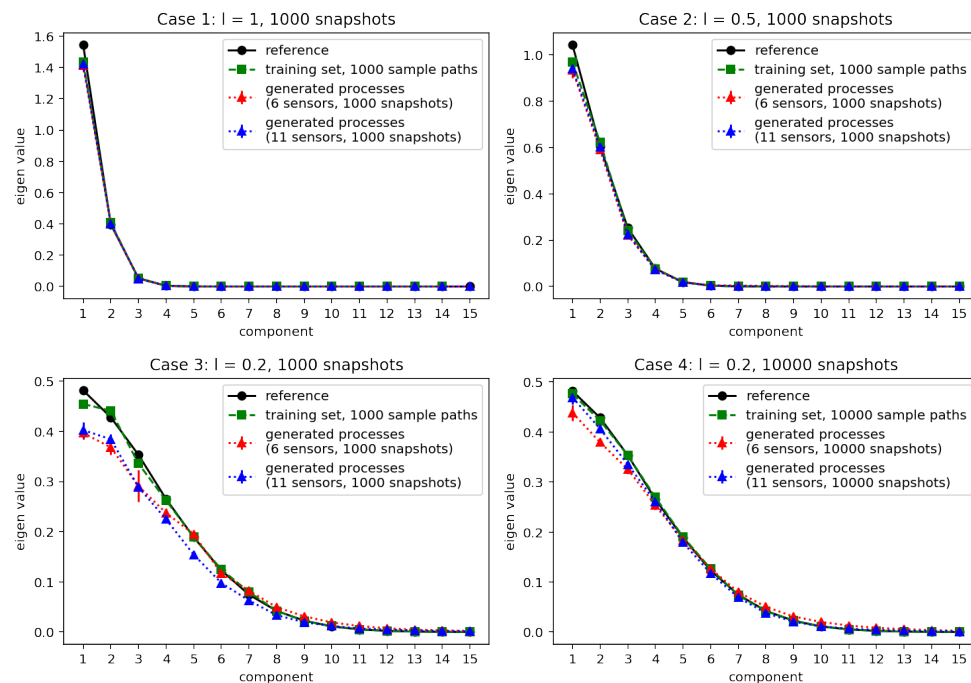 Case 1: l = 1, 1000 snapshots
1.6
1.4
1.2
1.0
0.8
0.6
0.4
0.2
0.0
eigen value
reference
training set, 1000 sample paths
generated processes
(6 sensors, 1000 snapshots)
generated processes
(11 sensors, 1000 snapshots)
1 2 3 4 5 6 7 8 9 10 11 12 13 14 15
component
Case 2: l = 0.5, 1000 snapshots
1.0
0.8
0.6
0.4
0.2
0.0
eigen value
reference
training set, 1000 sample paths
generated processes
(6 sensors, 1000 snapshots)
generated processes
(11 sensors, 1000 snapshots)
1 2 3 4 5 6 7 8 9 10 11 12 13 14 15
component
Case 3: l = 0.2, 1000 snapshots
0.5
0.4
0.3
0.2
0.1
0.0
eigen value
reference
training set, 1000 sample paths
generated processes
(6 sensors, 1000 snapshots)
generated processes
(11 sensors, 1000 snapshots)
1 2 3 4 5 6 7 8 9 10 11 12 13 14 15
component
Case 4: l = 0.2, 10000 snapshots
0.5
0.4
0.3
0.2
0.1
0.0
eigen value
reference
training set, 10000 sample paths
generated processes
(6 sensors, 10000 snapshots)
generated processes
(11 sensors, 10000 snapshots)
1 2 3 4 5 6 7 8 9 10 11 12 13 14 15
component